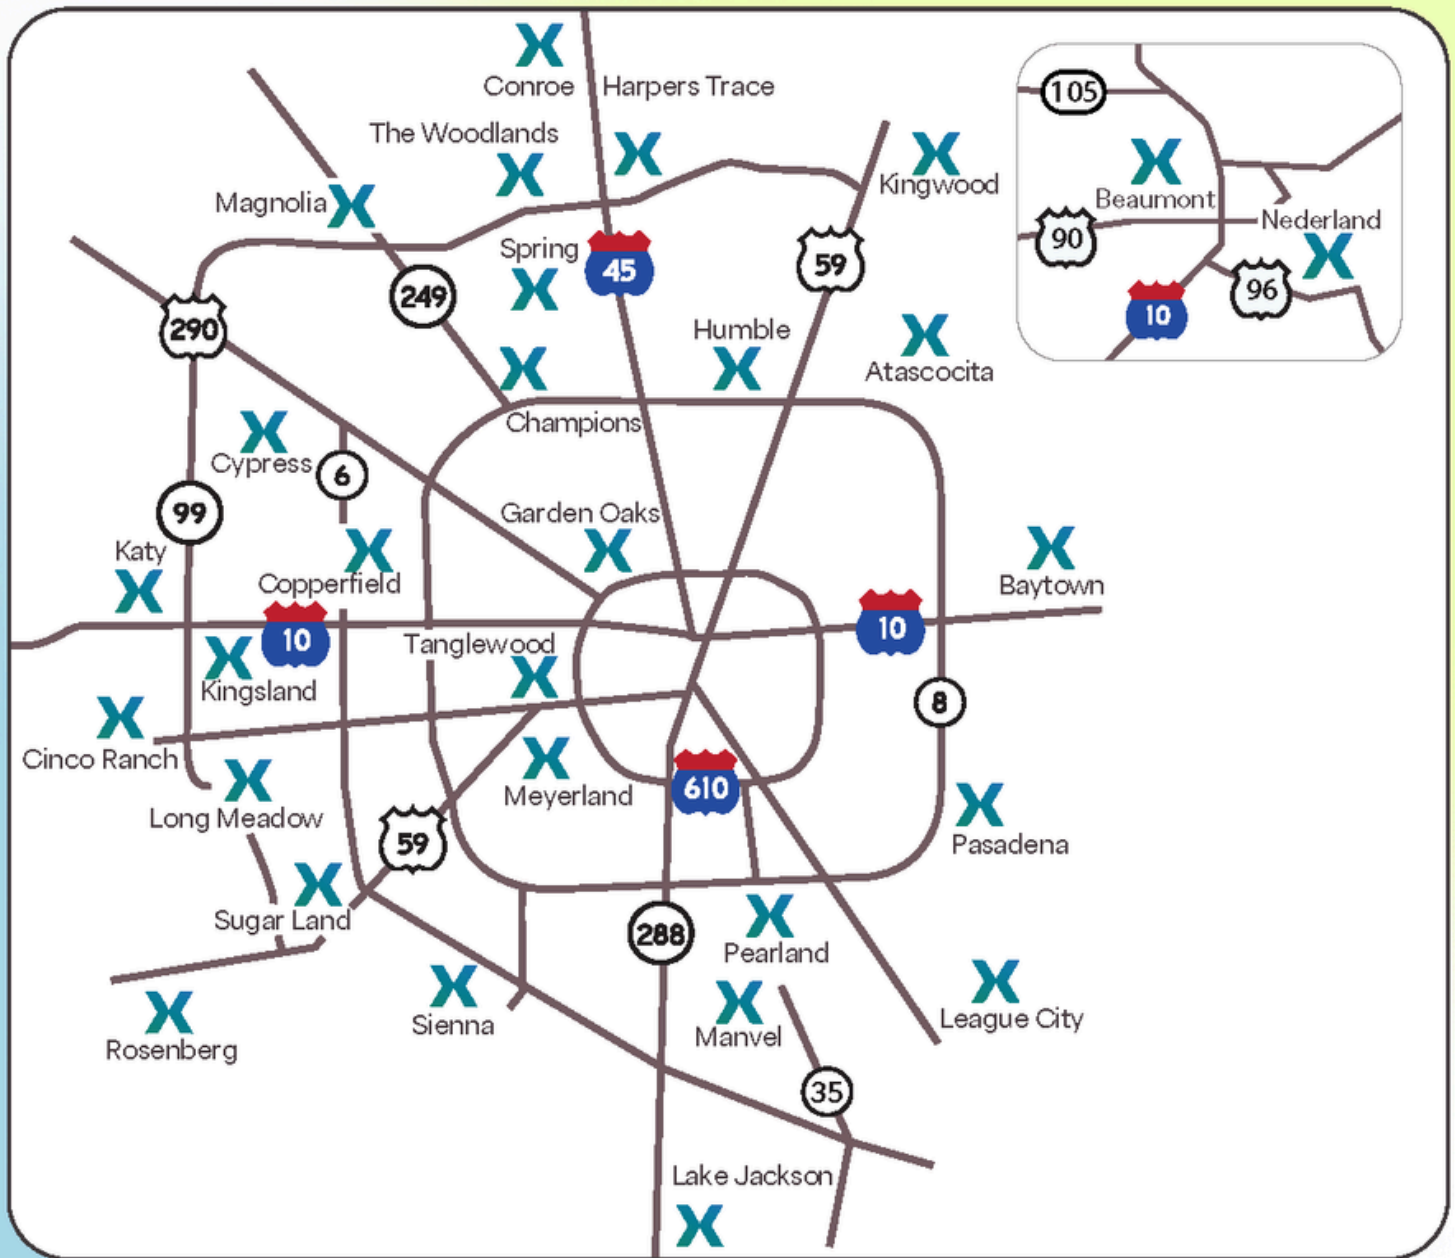 Conroe
Harpers Trace
105
The Woodlands
Kingwood
Beaumont
Magnolia
Nederland
90
Spring
45
59
96
249
10
290
Humble
Atascocita
Champions
Cypress
6
99
Garden Oaks
Katy
Copperfield
Baytown
10
10
Tanglewood
Kingsland
8
Cinco Ranch
610
Meyerland
Long Meadow
59
Pasadena
Sugar Land
288
Pearland
League City
Sienna
Manvel
Rosenberg
35
Lake Jackson